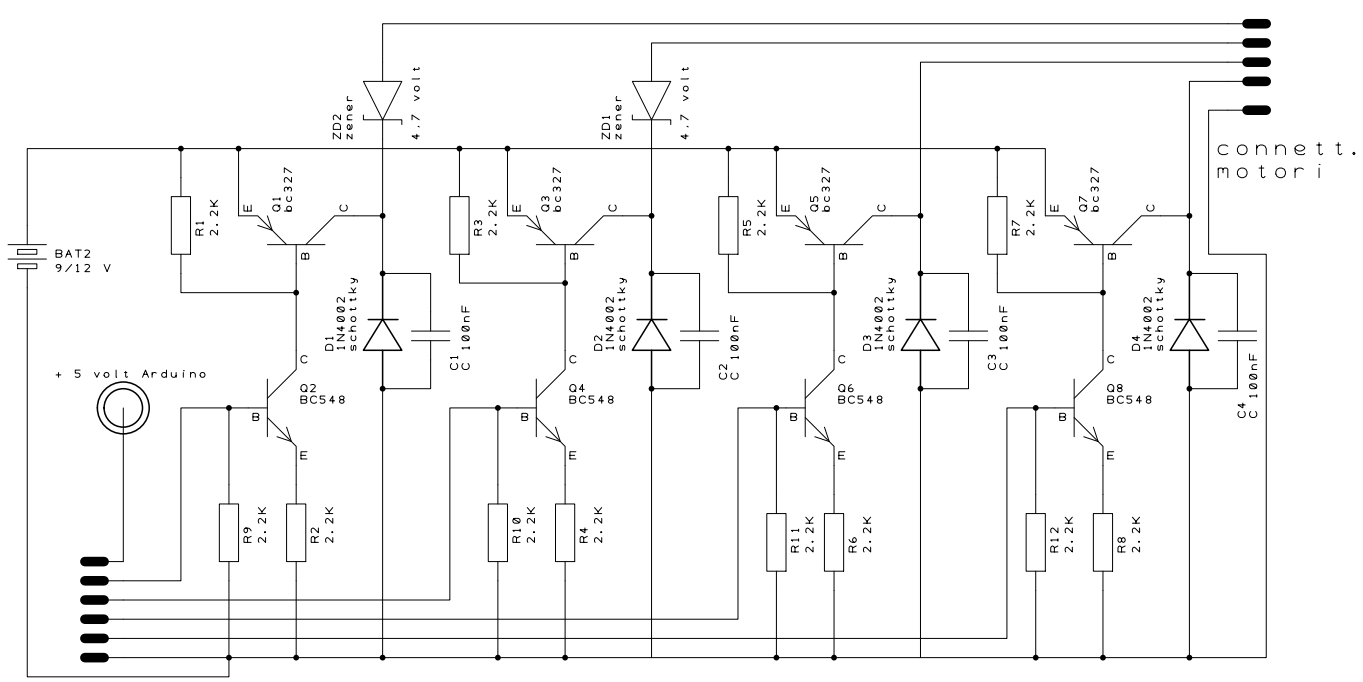 ZD2
zener
4,7 volt
ZD1
zener
4,7 volt
connett.
motori
R1
2.2K
E
Q1
bc327
C
B
R3
2.2K
E
Q3
bc327
C
B
R5
2.2K
E
Q5
bc327
C
B
R7
2.2K
E
Q7
bc327
C
B
BAT2
9/12 V
D1
1N4002
schottky
C1
C 100nF
D2
1N4002
schottky
C2
C 100nF
D3
1N4002
schottky
C3
C 100nF
D4
1N4002
schottky
C4
C 100nF
+ 5 volt Arduino
C
Q2
BC548
B
E
C
Q4
BC548
B
E
C
Q6
BC548
B
E
C
Q8
BC548
B
E
R9
2.2K
R2
2.2K
R10
2.2K
R4
2.2K
R11
2.2K
R6
2.2K
R12
2.2K
R8
2.2K